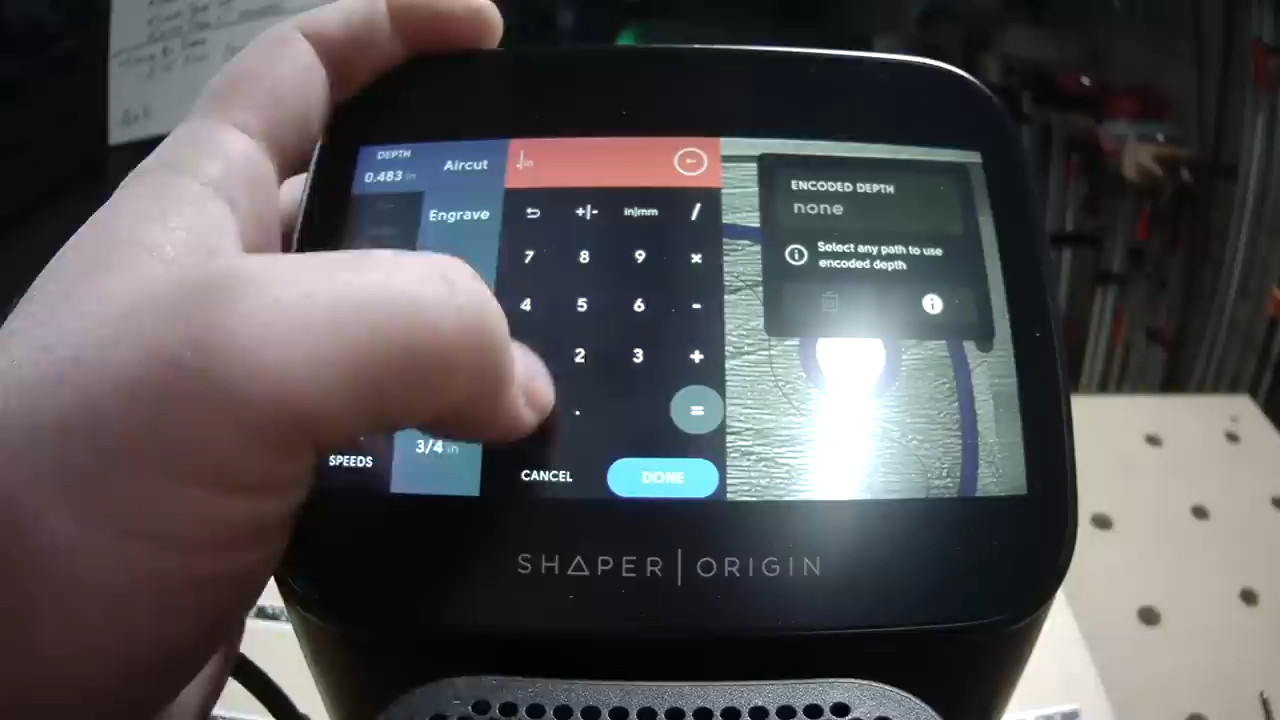 DEPTH
0.483 in
Aircut
in
Engrave
+|-
in|mm
/
7 8 9 ×
4 5 6 -
2 3 +
. =
3/4 in
SPEEDS
CANCEL
DONE
ENCODED DEPTH
none
Select any path to use
encoded depth
SHAPER | ORIGIN